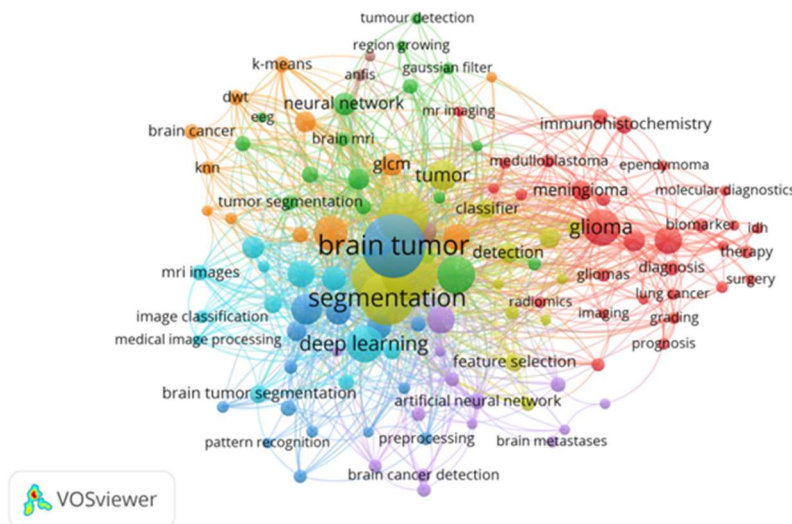 tumour detection
region growing
k-means
anfis
gaussian filter
dwt
neural network
mr imaging
eeg
immunohistochemistry
brain cancer
brain mri
glcm
medulloblastoma
ependymoma
knn
tumor
meningioma
molecular diagnostics
tumor segmentation
classifier
glioma
biomarker
idh
brain tumor
detection
therapy
mri images
gliomas
diagnosis
surgery
segmentation
radiomics
lung cancer
image classification
imaging
grading
medical image processing
deep learning
prognosis
feature selection
brain tumor segmentation
artificial neural network
pattern recognition
preprocessing
brain metastases
brain cancer detection
VOSviewer